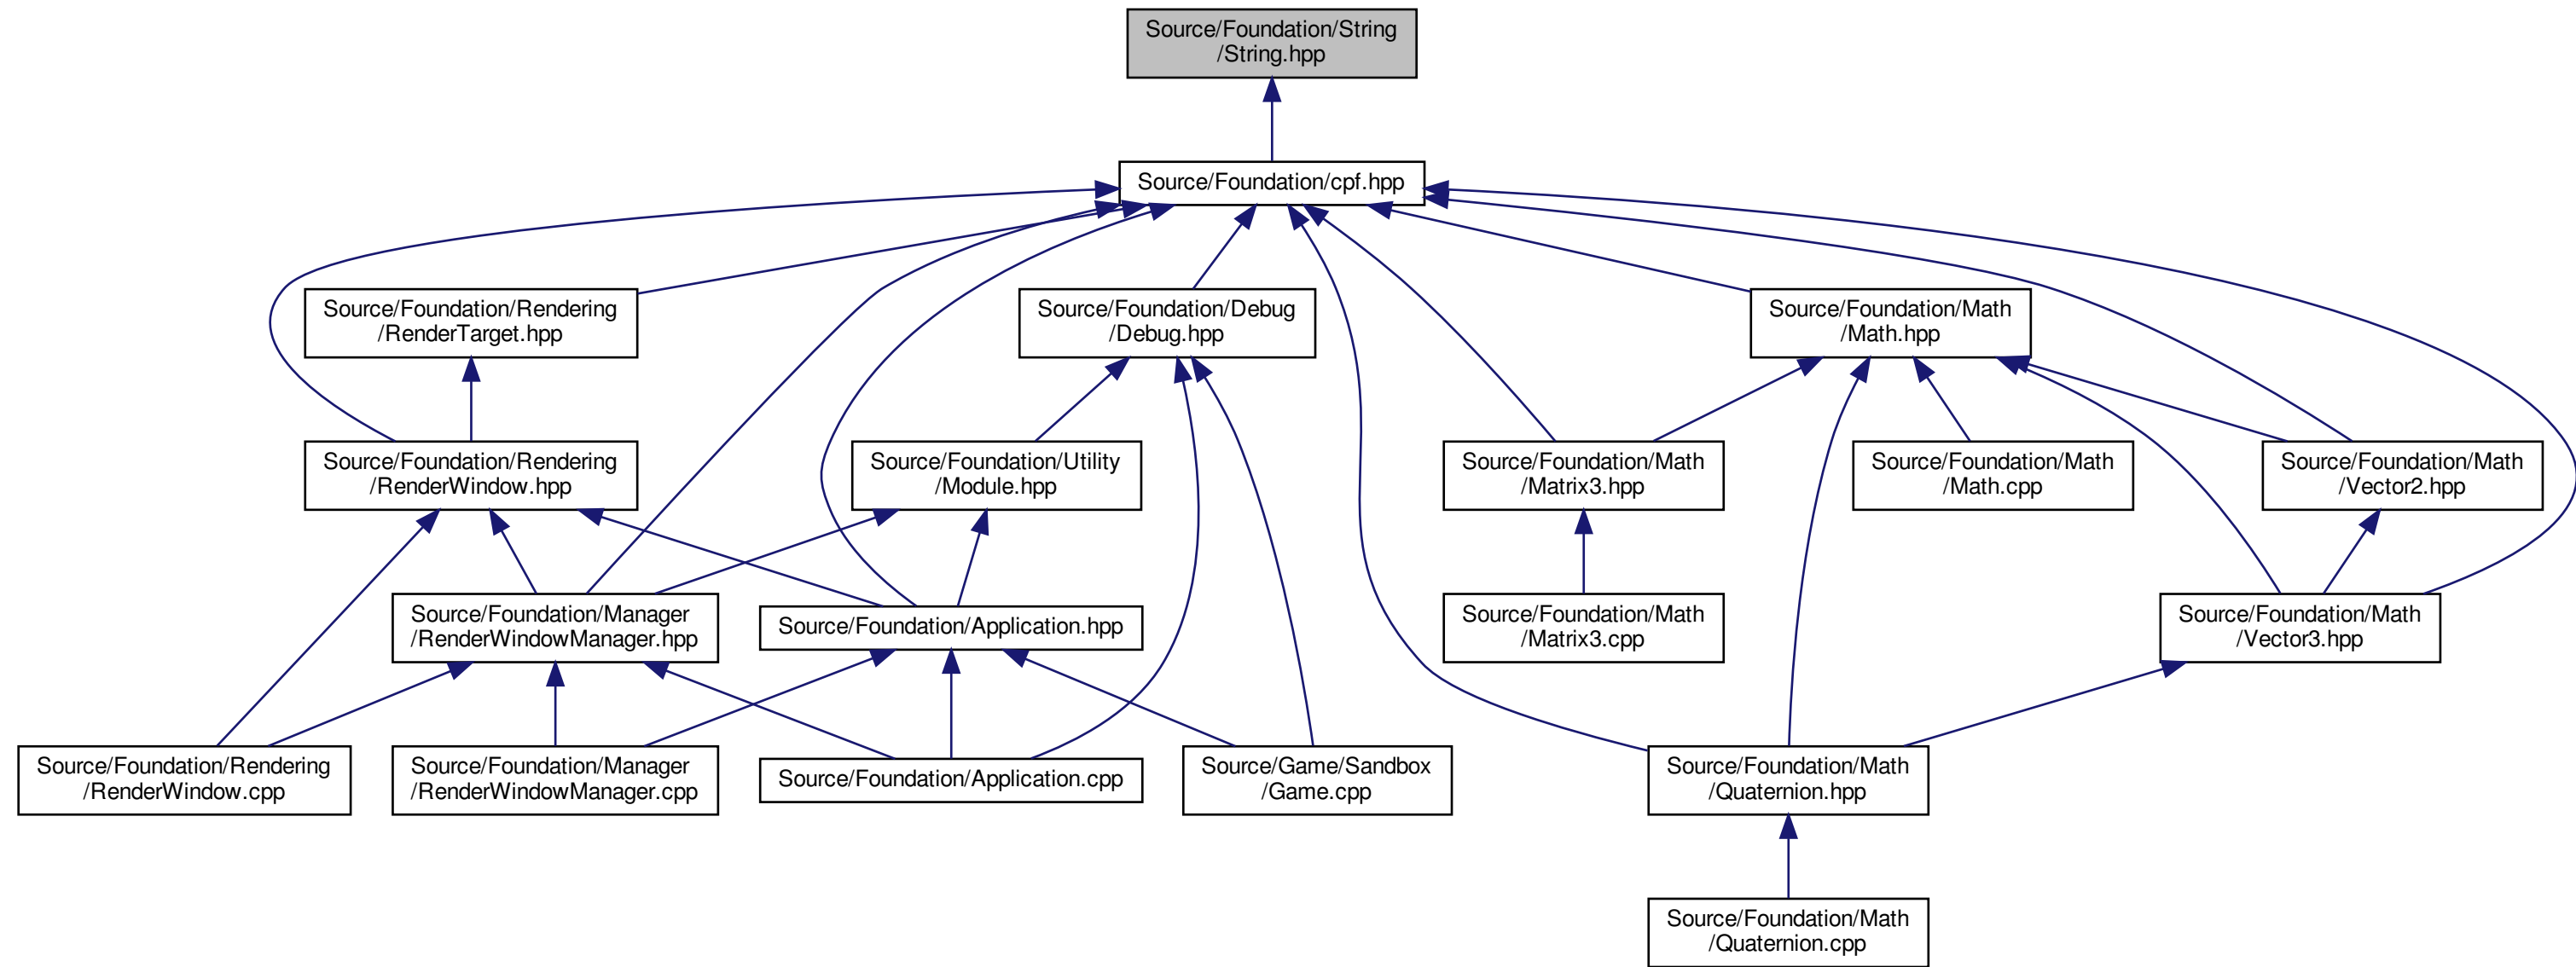 Source/Foundation/String
/String.hpp
Source/Foundation/cpf.hpp
Source/Foundation/Rendering
/RenderTarget.hpp
Source/Foundation/Debug
/Debug.hpp
Source/Foundation/Math
/Math.hpp
Source/Foundation/Rendering
/RenderWindow.hpp
Source/Foundation/Utility
/Module.hpp
Source/Foundation/Math
/Matrix3.hpp
Source/Foundation/Math
/Math.cpp
Source/Foundation/Math
/Vector2.hpp
Source/Foundation/Manager
/RenderWindowManager.hpp
Source/Foundation/Application.hpp
Source/Foundation/Math
/Matrix3.cpp
Source/Foundation/Math
/Vector3.hpp
Source/Foundation/Rendering
/RenderWindow.cpp
Source/Foundation/Manager
/RenderWindowManager.cpp
Source/Foundation/Application.cpp
Source/Game/Sandbox
/Game.cpp
Source/Foundation/Math
/Quaternion.hpp
Source/Foundation/Math
/Quaternion.cpp